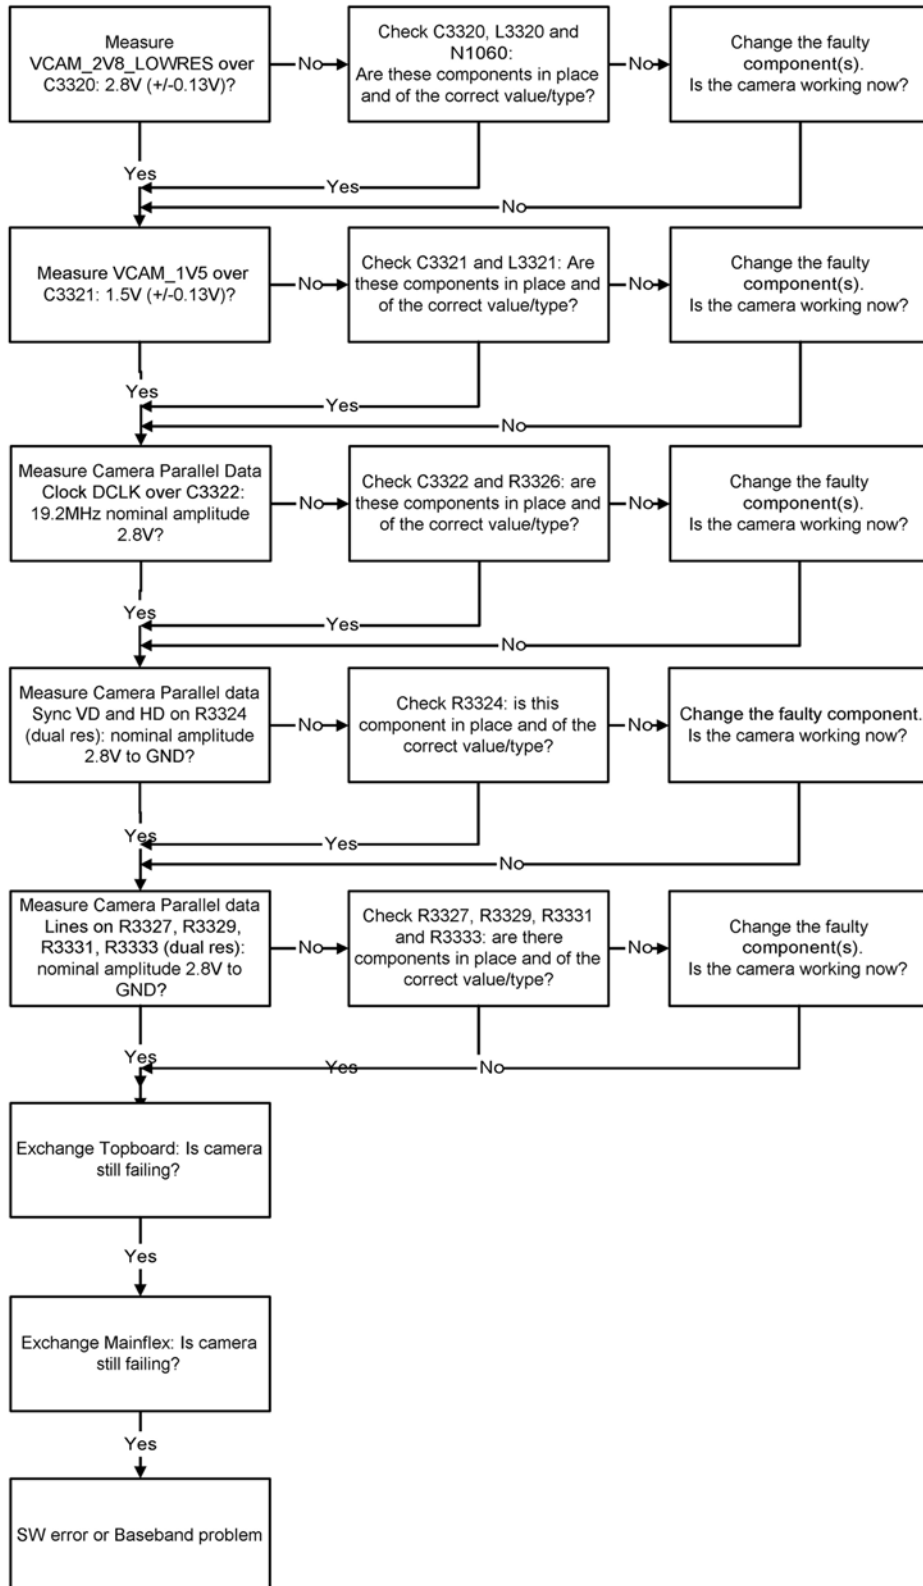 Measure
VCAM_2V8_LOWRES over
C3320: 2.8V (+/-0.13V)?
No
Check C3320, L3320 and
N1060:
Are these components in place
and of the correct value/type?
No
Change the faulty
component(s).
Is the camera working now?
Yes
Yes
No
Measure VCAM_1V5 over
C3321: 1.5V (+/-0.13V)?
No
Check C3321 and L3321: Are
these components in place and
of the correct value/type?
No
Change the faulty
component(s).
Is the camera working now?
Yes
Yes
No
Measure Camera Parallel Data
Clock DCLK over C3322:
19.2MHz nominal amplitude
2.8V?
No
Check C3322 and R3326: are
these components in place and
of the correct value/type?
No
Change the faulty
component(s).
Is the camera working now?
Yes
Yes
No
Measure Camera Parallel data
Sync VD and HD on R3324
(dual res): nominal amplitude
2.8V to GND?
No
Check R3324: is this
component in place and of the
correct value/type?
No
Change the faulty component.
Is the camera working now?
Yes
Yes
No
Measure Camera Parallel data
Lines on R3327, R3329,
R3331, R3333 (dual res):
nominal amplitude 2.8V to
GND?
No
Check R3327, R3329, R3331
and R3333: are there
components in place and of the
correct value/type?
No
Change the faulty
component(s).
Is the camera working now?
Yes
Yes
No
Exchange Topboard: Is camera
still failing?
Yes
Exchange Mainflex: Is camera
still failing?
Yes
SW error or Baseband problem